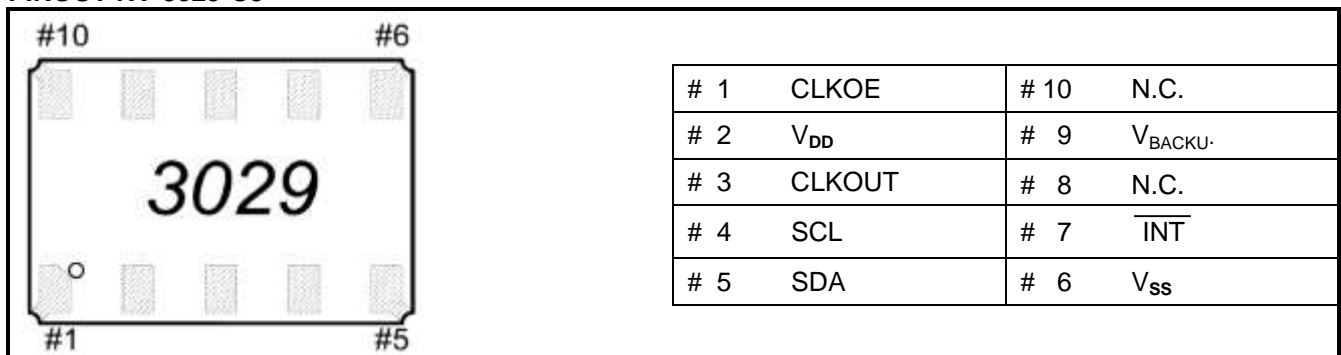 #10 #6
3029
#1 #5
# 1 CLKOE # 10 N.C.
# 2 VDD # 9 VBACKU.
# 3 CLKOUT # 8 N.C.
# 4 SCL # 7 INT
# 5 SDA # 6 VSS